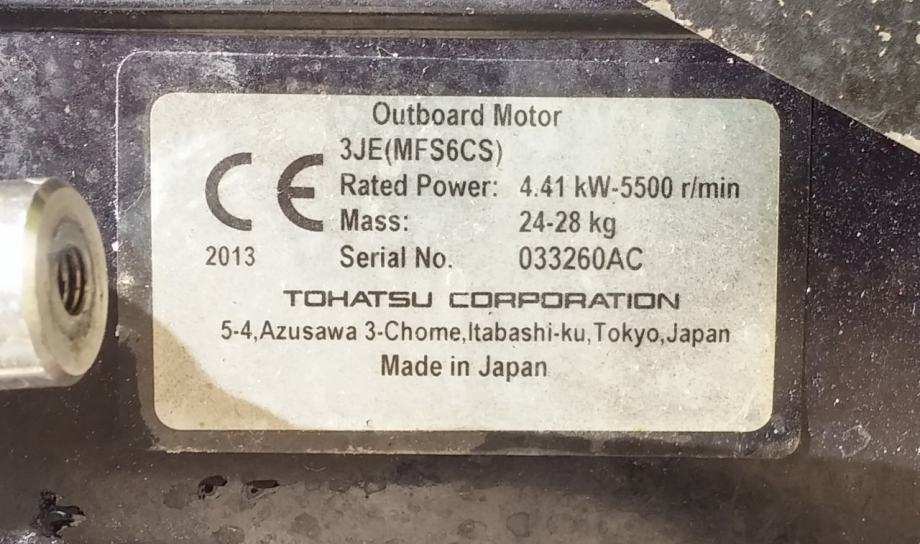 Outboard Motor
3JE(MFS6CS)
CE
Rated Power: 4.41 kW-5500 r/min
Mass: 24-28 kg
2013 Serial No. 033260AC
TOHATSU CORPORATION
5-4,Azusawa 3-Chome,Itabashi-ku,Tokyo,Japan
Made in Japan